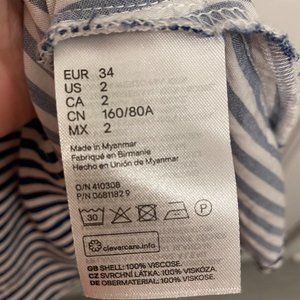 EUR 34
US 2
CA 2
CN 160/80A
MX 2
Made in Myanmar
Fabriqué en Birmanie
Hecho en Unión de Myanmar
O/N 410308
P/N 0681182 9
30
P
clevercare.info
GB SHELL: 100% VISCOSE.
CZ SVRCHNÍ LÁTKA: 100% VISKÓZA.
DE OBERMATERIAL: 100% VISKOSE.